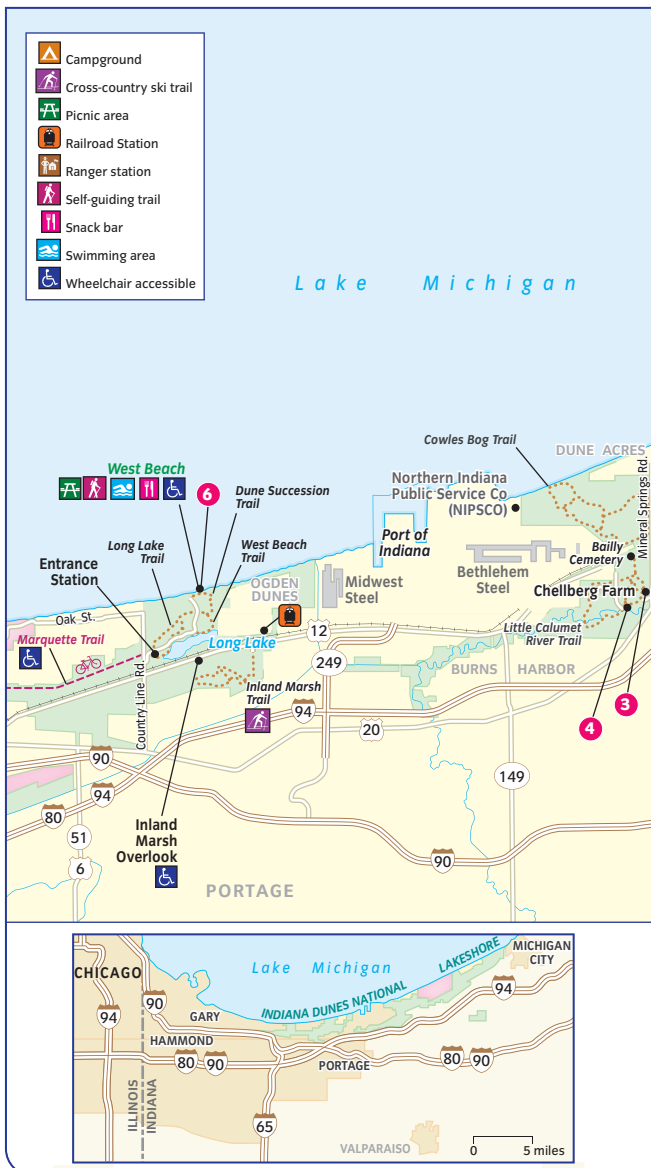 Campground
Cross-country ski trail
Picnic area
Railroad Station
Ranger station
Self-guiding trail
Snack bar
Swimming area
Wheelchair accessible
Lake Michigan
Cowles Bog Trail
DUNE ACRES
Mineral Springs Rd.
West Beach
6
Dune Succession
Trail
Northern Indiana
Public Service Co
(NIPSCO)
Port of
Indiana
Long Lake
Trail
West Beach
Trail
Entrance
Station
Bailly
Cemetery
Bethlehem
Steel
OGDEN
DUNES
Midwest
Steel
Chellberg Farm
Oak St.
Marquette Trail
Long Lake
12
Little Calumet
River Trail
249
BURNS HARBOR
Country Line Rd.
Inland Marsh
Trail
94
20
3
4
90
149
94
80
51
Inland
Marsh
Overlook
90
6
PORTAGE
CHICAGO
Lake Michigan
MICHIGAN
CITY
INDIANA DUNES NATIONAL LAKESHORE
90
94
94
GARY
HAMMOND
80
90
PORTAGE
80
90
ILLINOIS
INDIANA
65
VALPARAISO
0 5 miles